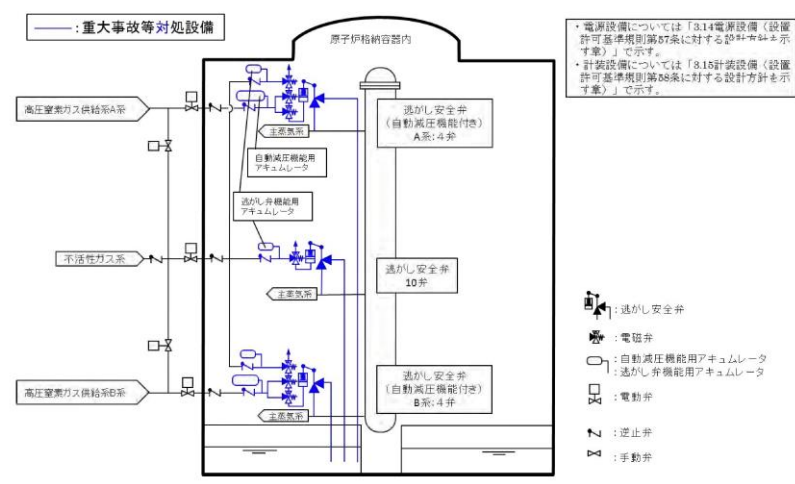 ：重大事故等対処設備
原子炉格納容器内
・電源設備については「3.14電源設備（設置
許可基準規則第57条に対する設計方針を示
す章）」で示す。
・計装設備については「3.15計装設備（設置
許可基準規則第58条に対する設計方針を示
す章）」で示す。
高圧窒素ガス供給系A系
逃がし安全弁
（自動減圧機能付き）
A系:4弁
主蒸気系
自動減圧機能用
アキュムレータ
逃がし弁機能用
アキュムレータ
不活性ガス系
逃がし安全弁
10弁
主蒸気系
高圧窒素ガス供給系B系
逃がし安全弁
（自動減圧機能付き）
B系:4弁
主蒸気系
：逃がし安全弁
：電磁弁
：自動減圧機能用アキュムレータ
：逃がし弁機能用アキュムレータ
：電動弁
：逆止弁
：手動弁